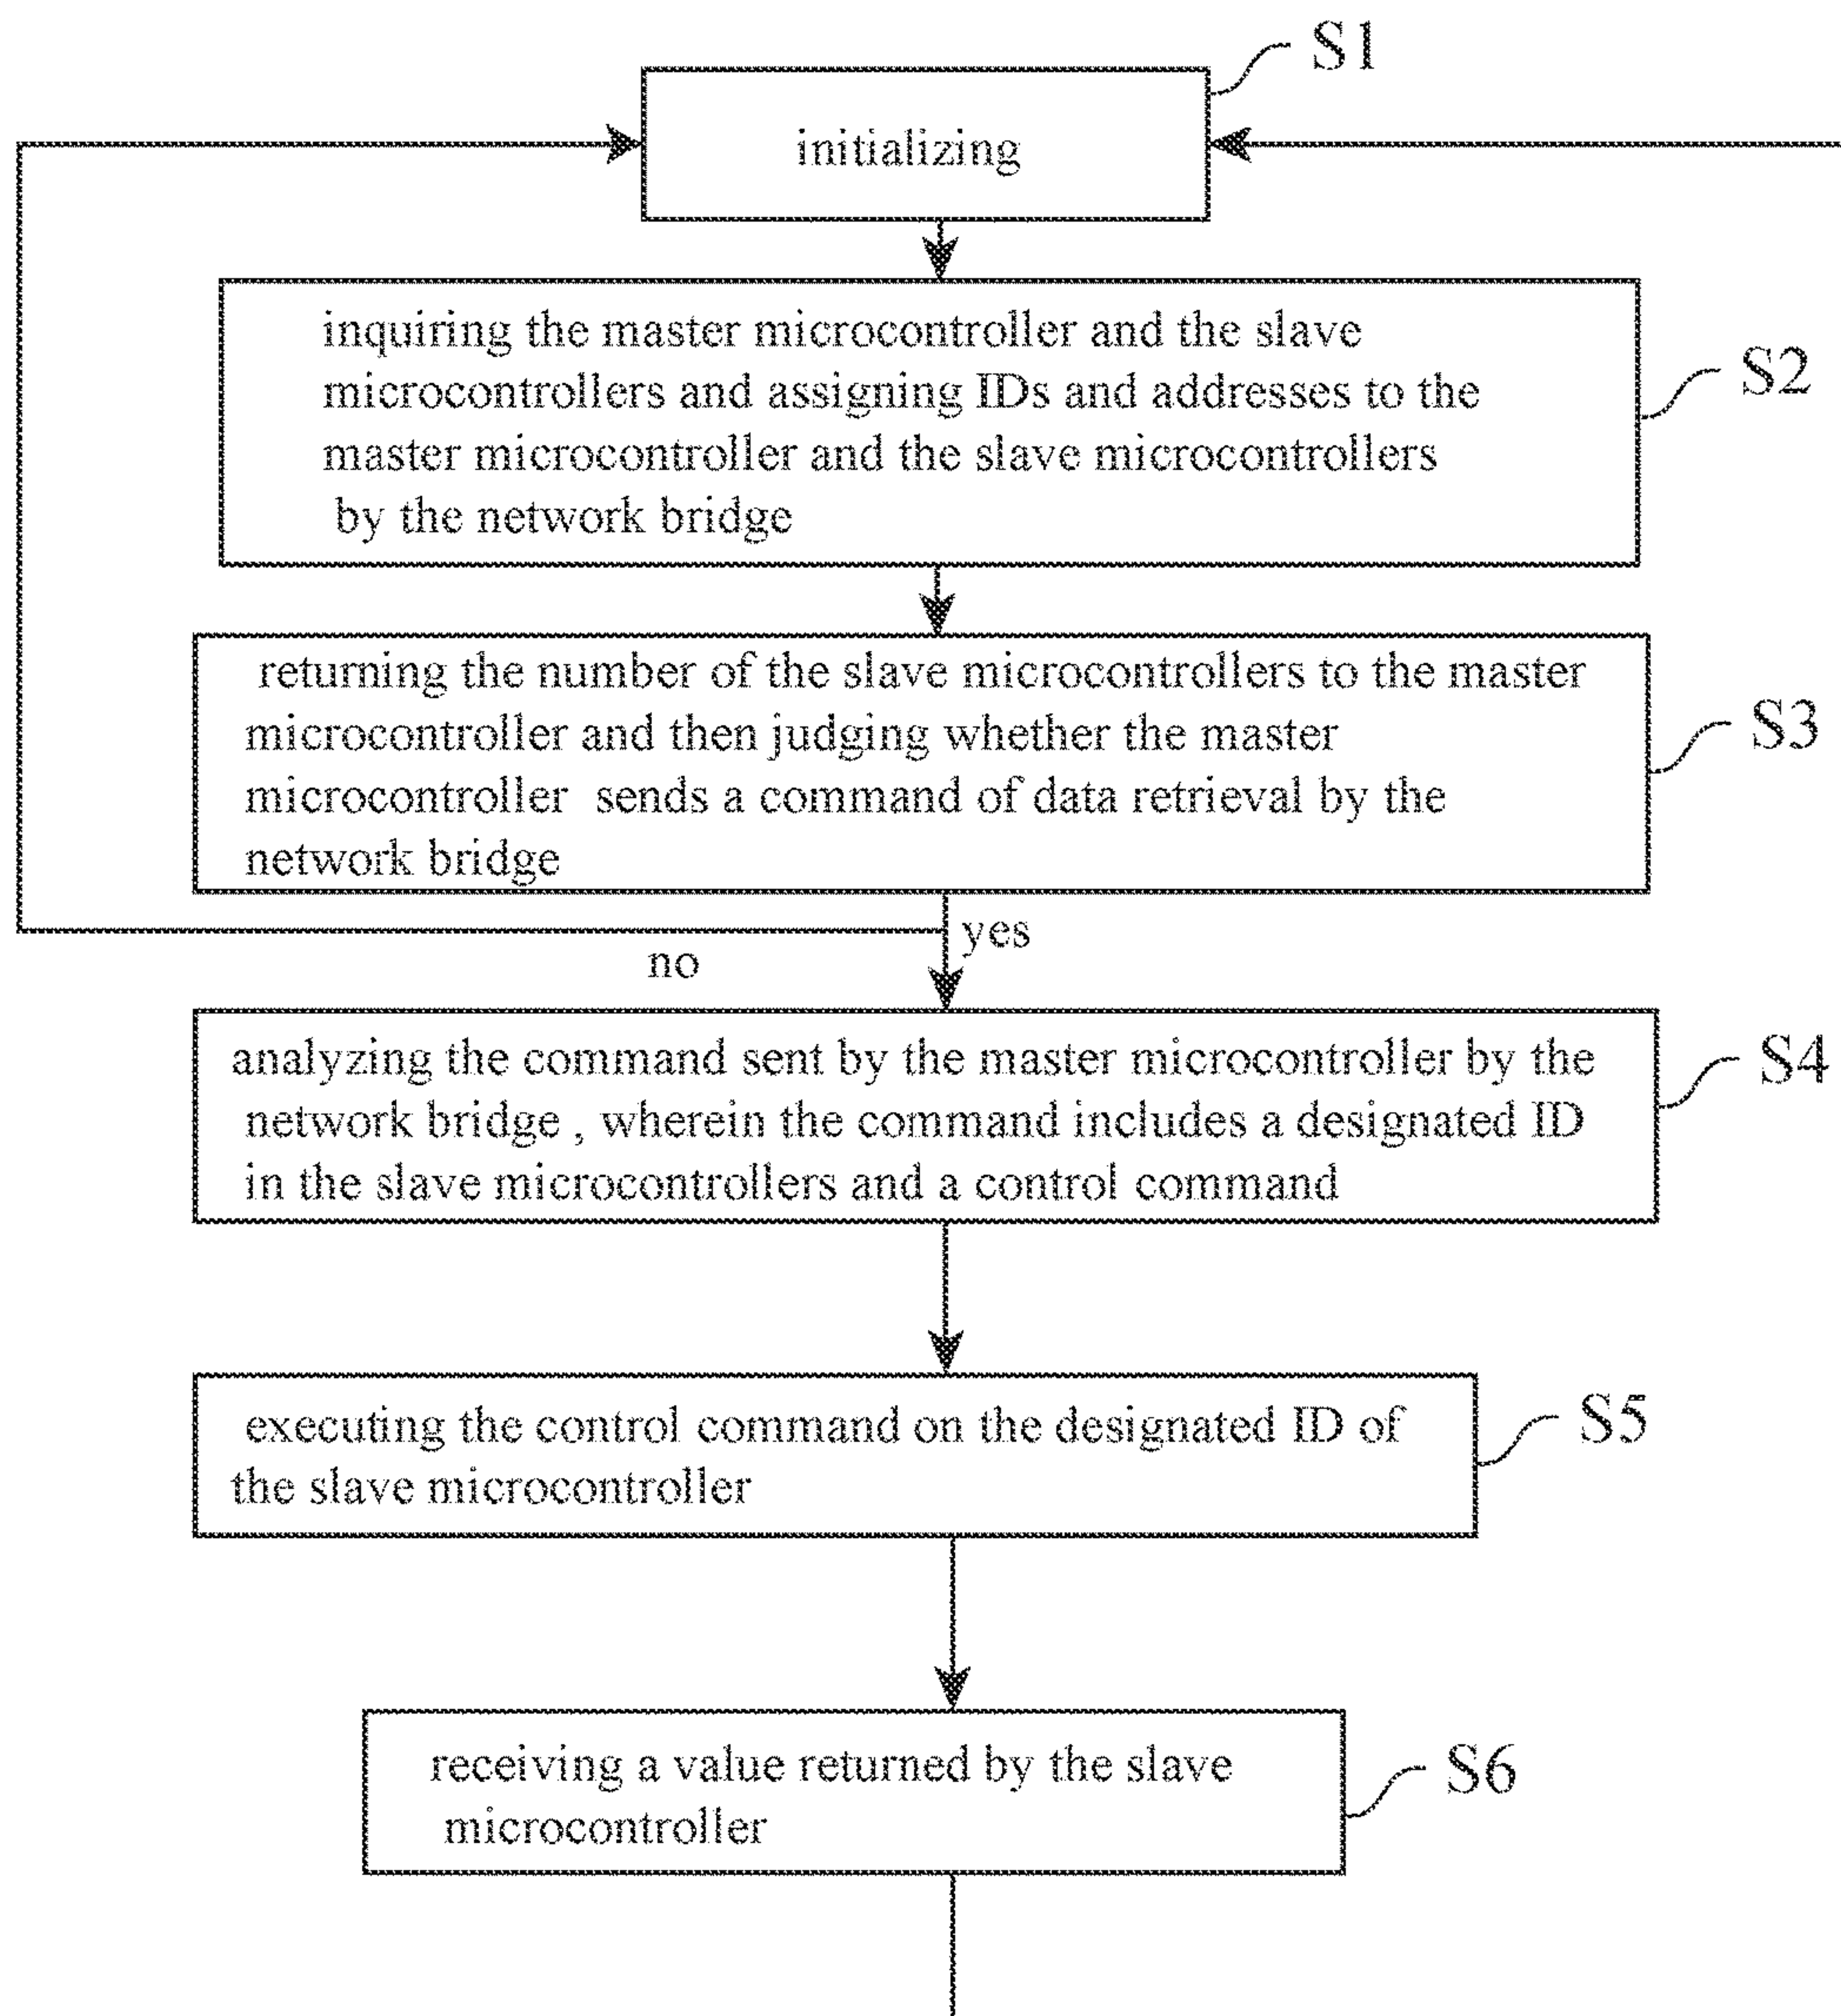 S1
initializing
inquiring the master microcontroller and the slave
microcontrollers and assigning IDs and addresses to the
master microcontroller and the slave microcontrollers
by the network bridge
S2
returning the number of the slave microcontrollers to the master
microcontroller and then judging whether the master
microcontroller sends a command of data retrieval by the
network bridge
S3
yes
no
analyzing the command sent by the master microcontroller by the
network bridge , wherein the command includes a designated ID
in the slave microcontrollers and a control command
S4
executing the control command on the designated ID of
the slave microcontroller
S5
receiving a value returned by the slave
microcontroller
S6